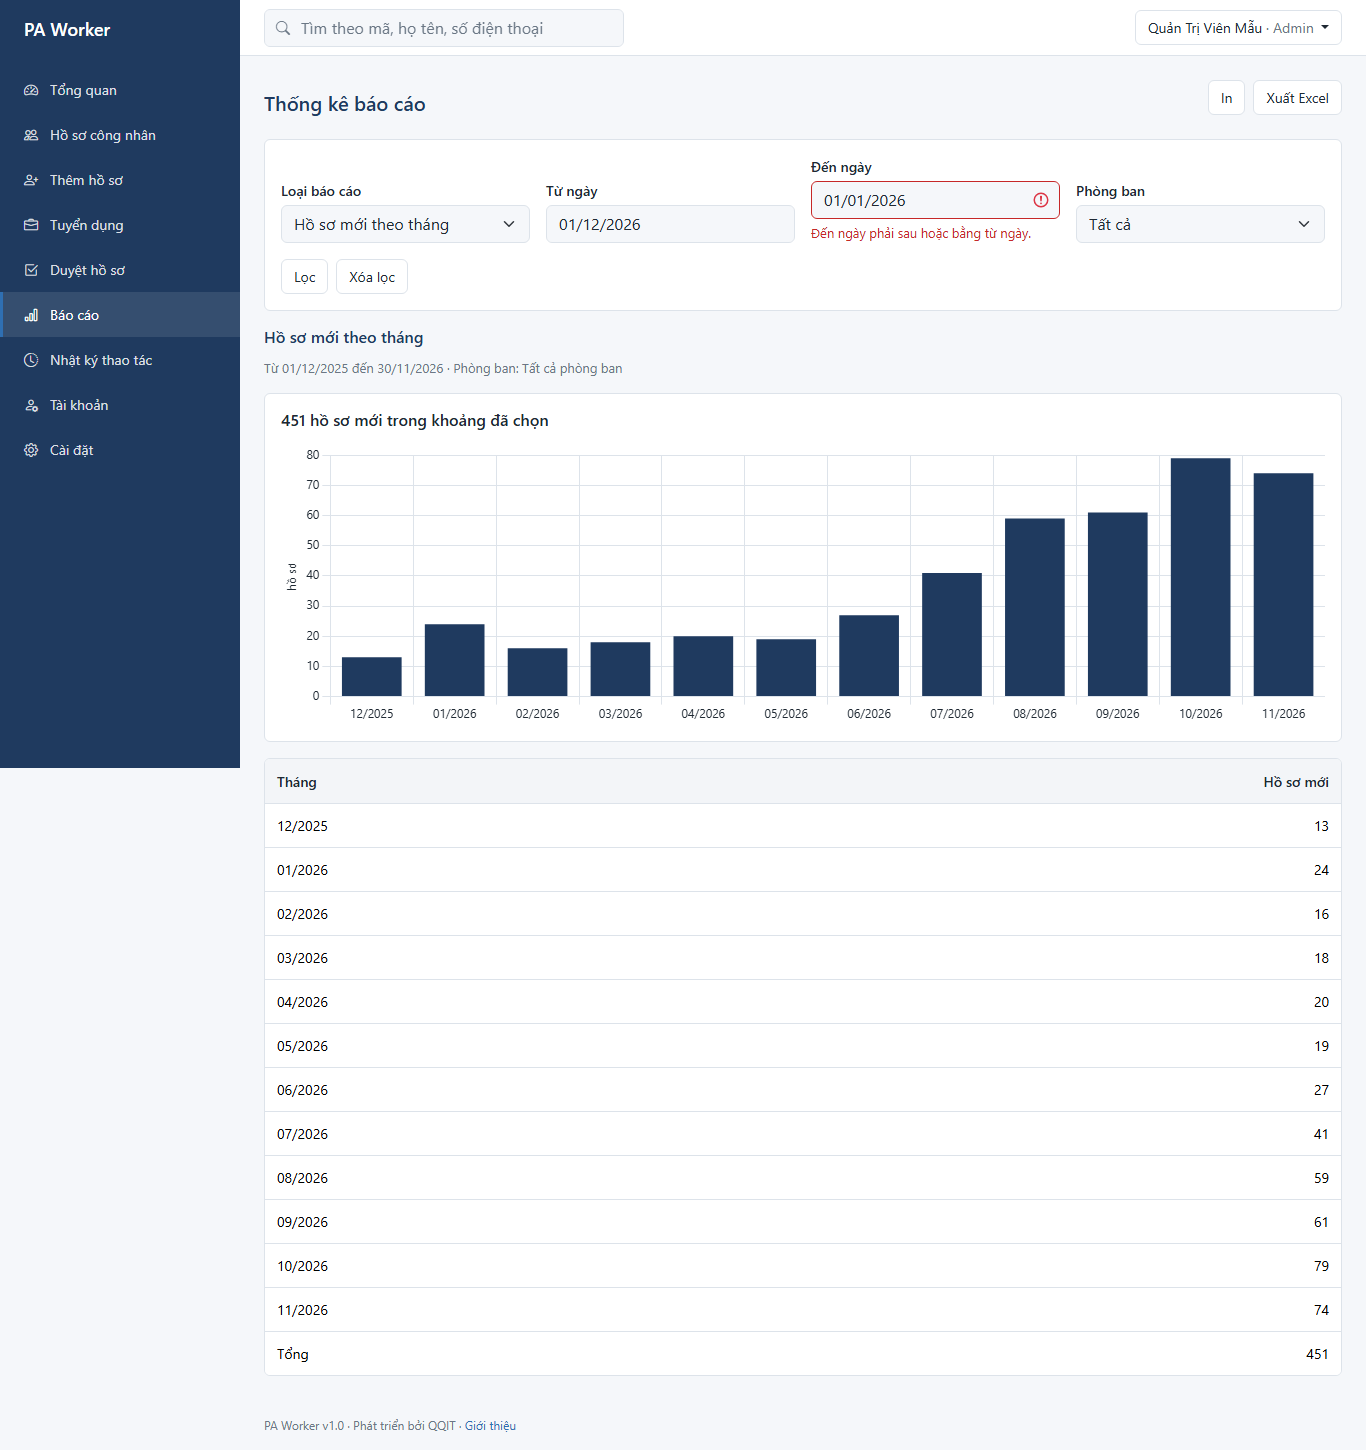 PA Worker
Tìm theo mã, họ tên, số điện thoại
Quản Trị Viên Mẫu · Admin
Tổng quan
Hồ sơ công nhân
Thêm hồ sơ
Tuyển dụng
Duyệt hồ sơ
Báo cáo
Nhật ký thao tác
Tài khoản
Cài đặt
Thống kê báo cáo
In
Xuất Excel
Loại báo cáo
Hồ sơ mới theo tháng
Từ ngày
01/12/2026
Đến ngày
01/01/2026
Đến ngày phải sau hoặc bằng từ ngày.
Phòng ban
Tất cả
Lọc
Xóa lọc
Hồ sơ mới theo tháng
Từ 01/12/2025 đến 30/11/2026 · Phòng ban: Tất cả phòng ban
451 hồ sơ mới trong khoảng đã chọn
hồ sơ
80
70
60
50
40
30
20
10
0
12/2025 01/2026 02/2026 03/2026 04/2026 05/2026 06/2026 07/2026 08/2026 09/2026 10/2026 11/2026
Tháng Hồ sơ mới
12/2025 13
01/2026 24
02/2026 16
03/2026 18
04/2026 20
05/2026 19
06/2026 27
07/2026 41
08/2026 59
09/2026 61
10/2026 79
11/2026 74
Tổng 451
PA Worker v1.0 · Phát triển bởi QQIT · Giới thiệu